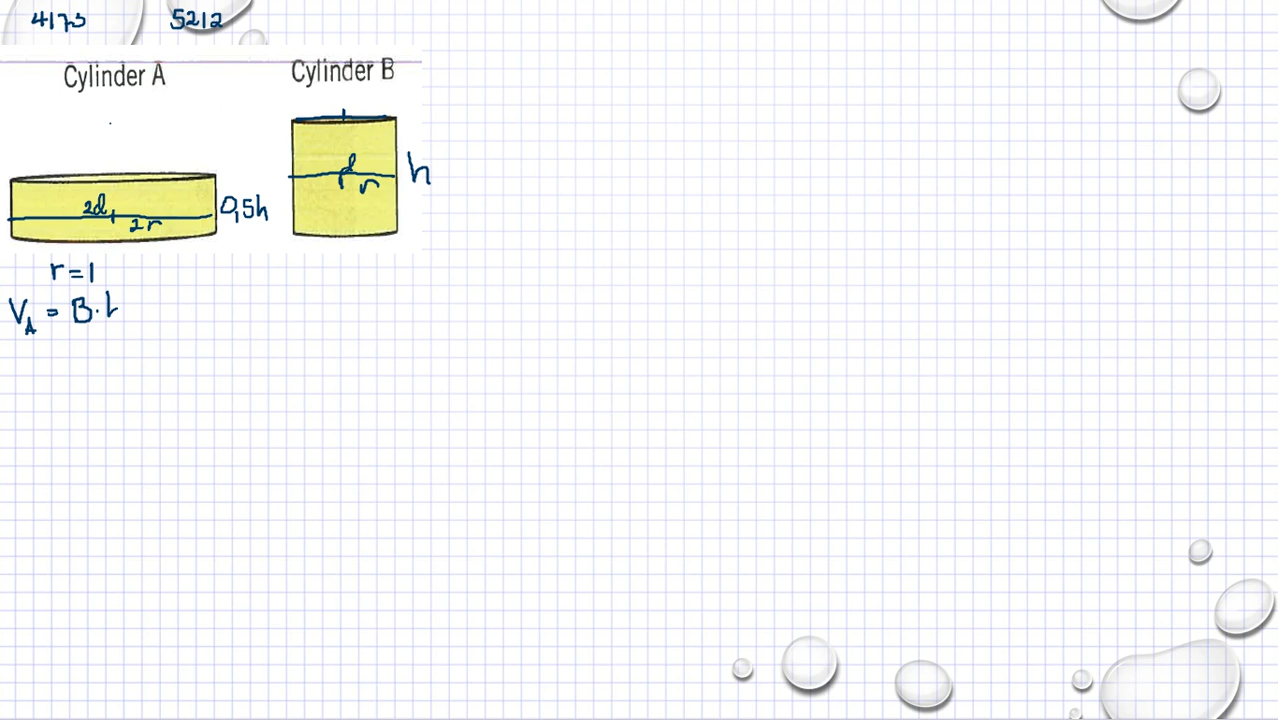 4173 5212
Cylinder A Cylinder B
d
h
r
2d
0,5h
2r
r=1
V_A = B.